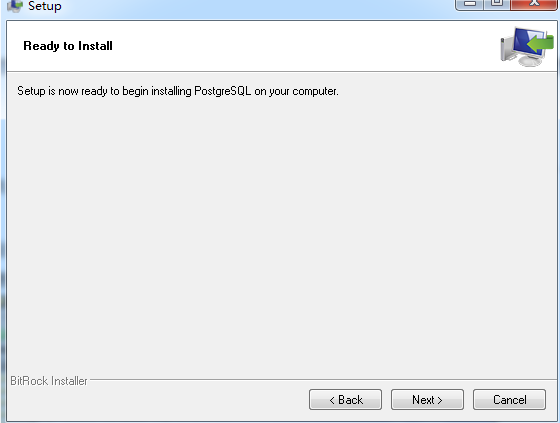 Setup
Ready to Install
Setup is now ready to begin installing PostgreSQL on your computer.
BitRock Installer
< Back
Next >
Cancel